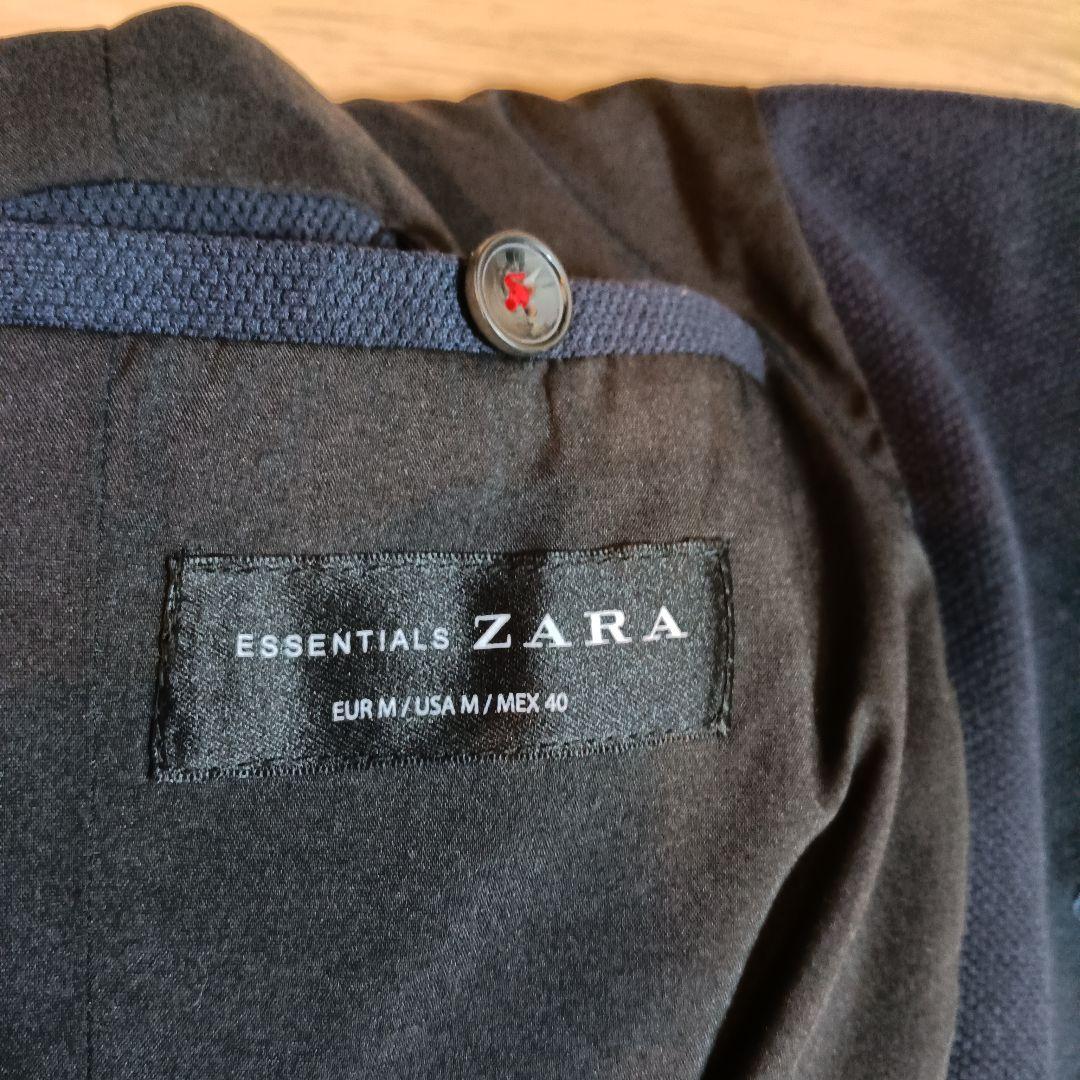 ESSENTIALS ZARA
EUR M / USA M / MEX 40